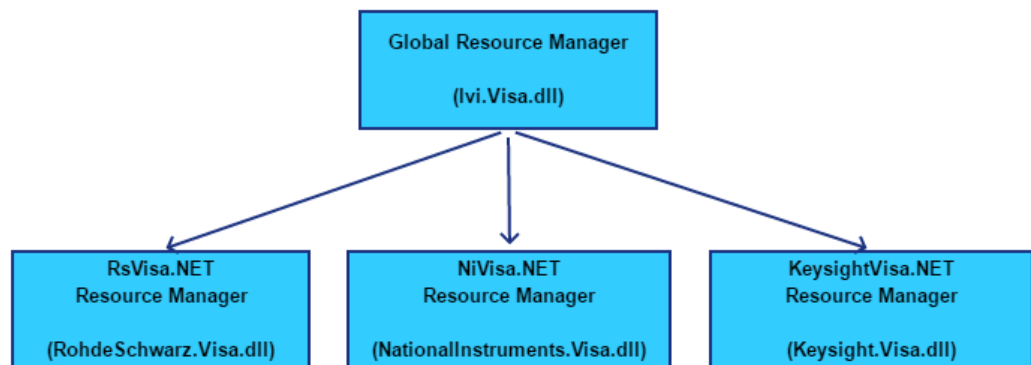 Global Resource Manager
(Ivi.Visa.dll)
RsVisa.NET
Resource Manager
(RohdeSchwarz.Visa.dll)
NiVisa.NET
Resource Manager
(NationalInstruments.Visa.dll)
KeysightVisa.NET
Resource Manager
(Keysight.Visa.dll)